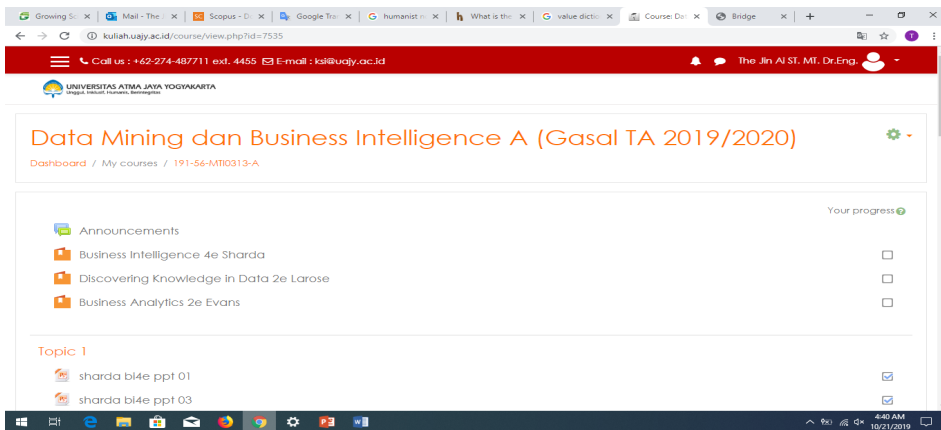 Growing Sc
Mail - The J
Scopus - D
Google Tran
humanist n
What is the
value dictio
Course: Dat
Bridge
kuliah.uajy.ac.id/course/view.php?id=7535
Call us : +62-274-487711 ext. 4455 E-mail : ksi@uajy.ac.id
The Jin Ai ST. MT. Dr.Eng.
UNIVERSITAS ATMA JAYA YOGYAKARTA
Unggul, Inklusif, Humanis, Berintegritas
Data Mining dan Business Intelligence A (Gasal TA 2019/2020)
Dashboard / My courses / 191-56-MTI0313-A
Your progress
Announcements
Business Intelligence 4e Sharda
Discovering Knowledge in Data 2e Larose
Business Analytics 2e Evans
Topic 1
sharda bi4e ppt 01
sharda bi4e ppt 03
4:40 AM
10/21/2019